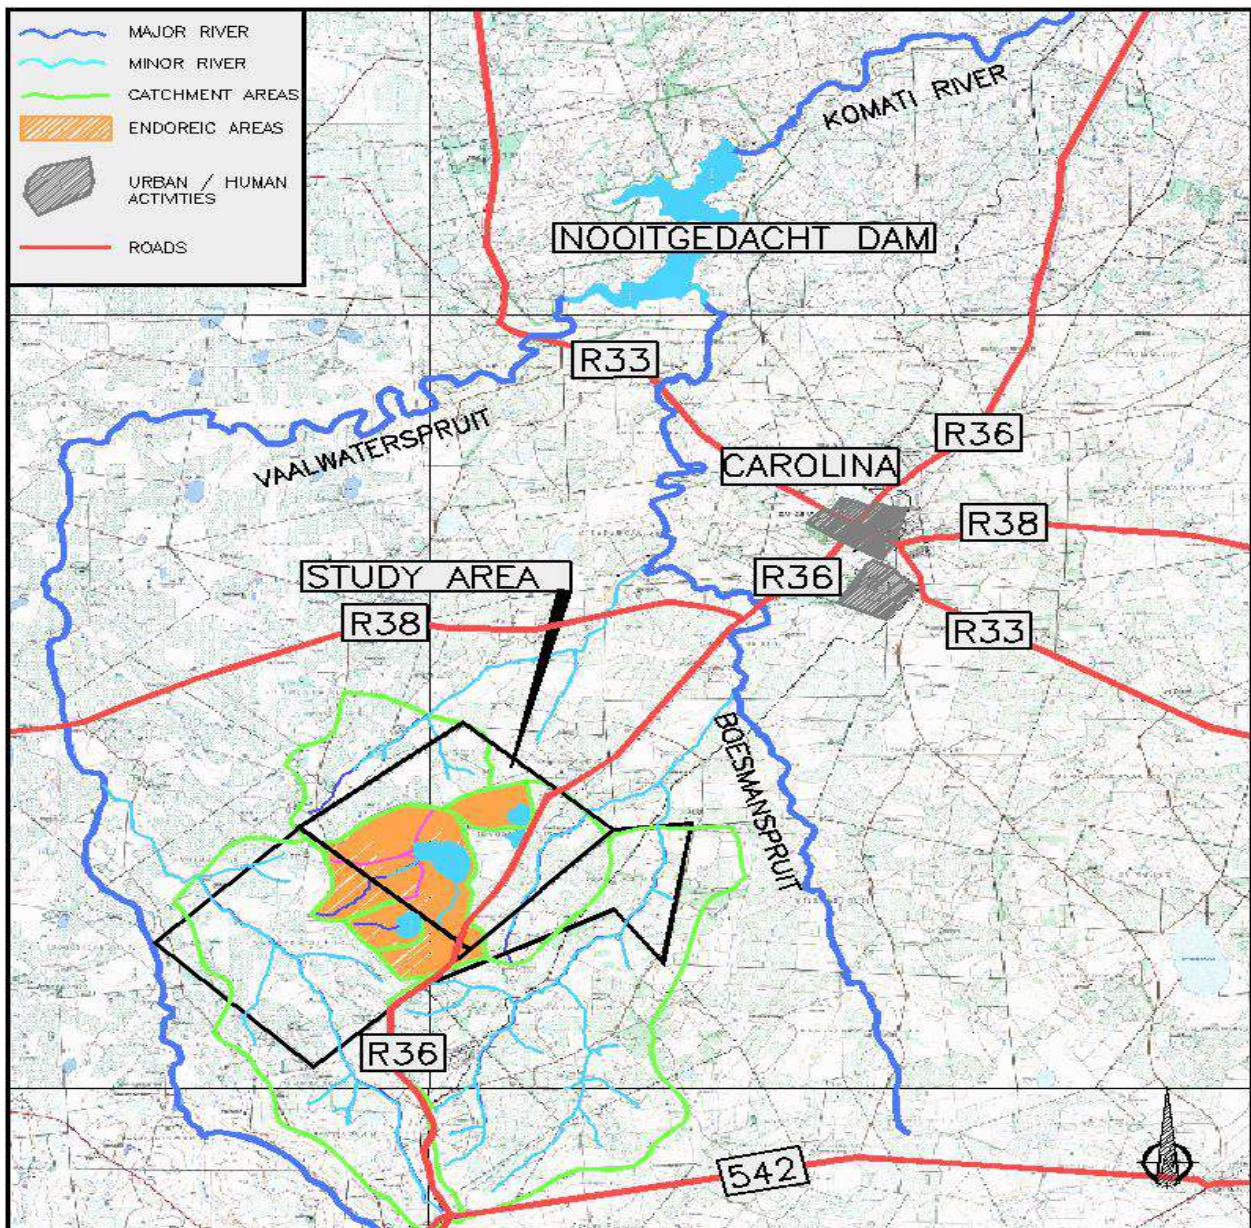 MAJOR RIVER
MINOR RIVER
CATCHMENT AREAS
ENDOREIC AREAS
URBAN / HUMAN
ACTIVITIES
ROADS
KOMATI RIVER
NOOITGEDACHT DAM
R33
VAALWATERSPRUIT
R36
CAROLINA
R38
STUDY AREA
R36
R38
R33
BOESMANSPRUIT
R36
542